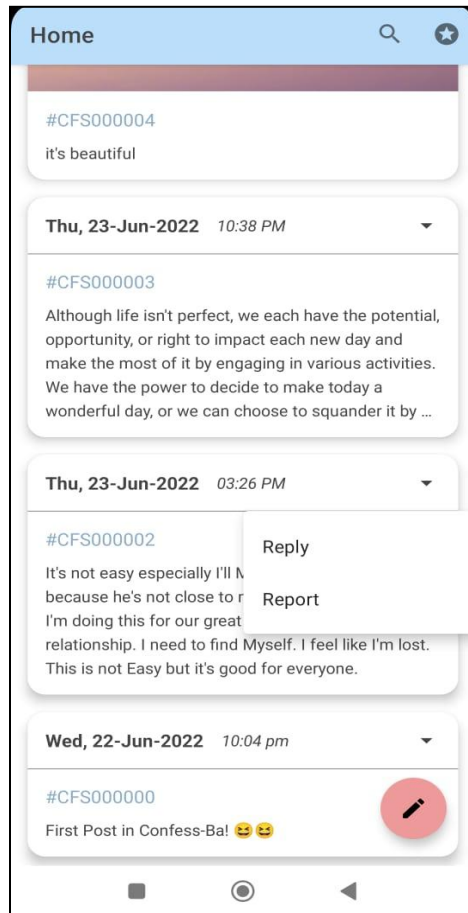 Home
#CFS000004
it's beautiful
Thu, 23-Jun-2022 10:38 PM
#CFS000003
Although life isn't perfect, we each have the potential,
opportunity, or right to impact each new day and
make the most of it by engaging in various activities.
We have the power to decide to make today a
wonderful day, or we can choose to squander it by ...
Thu, 23-Jun-2022 03:26 PM
#CFS000002
Reply
Report
It's not easy especially I'll
because he's not close to
I'm doing this for our great
relationship. I need to find Myself. I feel like I'm lost.
This is not Easy but it's good for everyone.
Wed, 22-Jun-2022 10:04 pm
#CFS000000
First Post in Confess-Ba! 😆😆